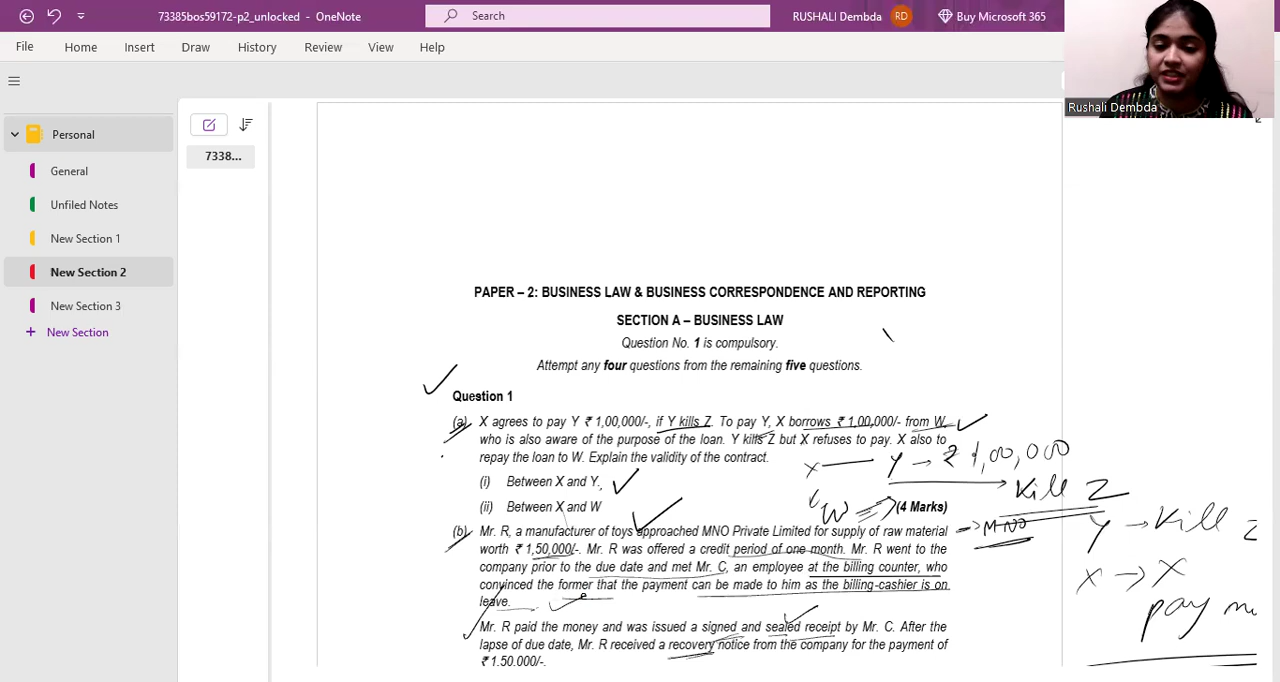 73385bos59172-p2_unlocked - OneNote
Search
RUSHALI Dembda
RD
Buy Microsoft 365
File
Home
Insert
Draw
History
Review
View
Help
Rushali Dembda
Personal
General
Unfiled Notes
New Section 1
New Section 2
New Section 3
+ New Section
7338...
PAPER – 2: BUSINESS LAW & BUSINESS CORRESPONDENCE AND REPORTING
SECTION A – BUSINESS LAW
Question No. 1 is compulsory.
Attempt any four questions from the remaining five questions.
Question 1
(a) X agrees to pay Y ₹ 1,00,000/-, if Y kills Z. To pay Y, X borrows ₹ 1,00,000/- from W,
who is also aware of the purpose of the loan. Y kills Z but X refuses to pay. X also to
repay the loan to W. Explain the validity of the contract.
(i) Between X and Y.
(ii) Between X and W
(4 Marks)
X — Y → ₹ 1,00,000
Kill Z
W
→ MNO
Y → Kill Z
X → X
pay
(b) Mr. R, a manufacturer of toys approached MNO Private Limited for supply of raw material
worth ₹ 1,50,000/-. Mr. R was offered a credit period of one month. Mr. R went to the
company prior to the due date and met Mr. C, an employee at the billing counter, who
convinced the former that the payment can be made to him as the billing-cashier is on
leave.
Mr. R paid the money and was issued a signed and sealed receipt by Mr. C. After the
lapse of due date, Mr. R received a recovery notice from the company for the payment of
₹ 1,50,000/-.